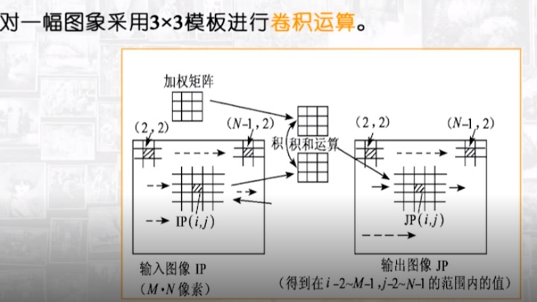 对一幅图象采用3×3模板进行卷积运算。
加权矩阵
(2,2)
(N-1,2)
积
积和运算
(2,2)
(N-1,2)
IP(i,j)
JP(i,j)
输入图像 IP
(M·N 像素)
输出图像 JP
(得到在 i-2~M-1,j-2~N-1 的范围内的值)